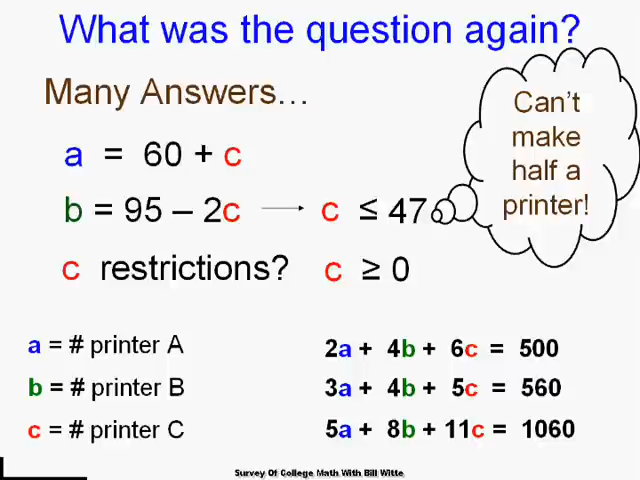 What was the question again?
Many Answers…
Can't
make
half a
printer!
a = 60 + c
b = 95 – 2c → c ≤ 47
c restrictions? c ≥ 0
a = # printer A
b = # printer B
c = # printer C
2a + 4b + 6c = 500
3a + 4b + 5c = 560
5a + 8b + 11c = 1060
Survey Of College Math With Bill Witte